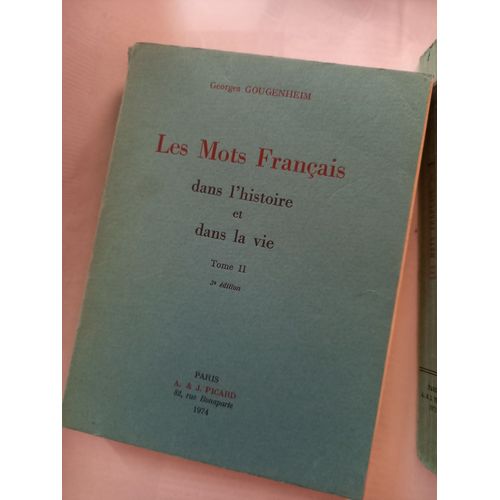 Georges GOUGENHEIM
Les Mots Français
dans l'histoire
et
dans la vie
Tome II
3e édition
PARIS
A. & J. PICARD
82, rue Bonaparte
1974